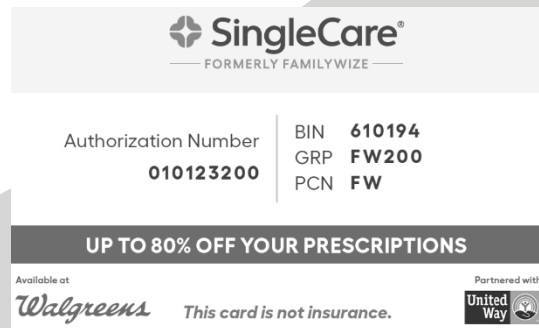 SingleCare®
FORMERLY FAMILYWIZE
Authorization Number
010123200
BIN 610194
GRP FW200
PCN FW
UP TO 80% OFF YOUR PRESCRIPTIONS
Available at
Walgreens
This card is not insurance.
Partnered with
United
Way